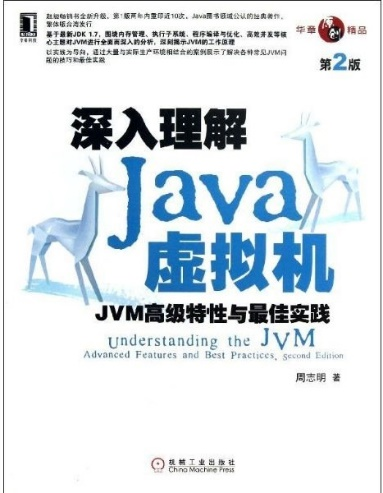 超级畅销书全新升级，第1版两年内重印近10次，Java图书领域公认的经典著作，
繁体版台湾发行
基于最新JDK 1.7，围绕内存管理、执行子系统、程序编译与优化、高效并发等核
心主题对JVM进行全面而深入的分析，深刻揭示JVM的工作原理
以实践为导向，通过大量与实际生产环境相结合的案例展示了解决各种常见JVM问
题的技巧和最佳实践
华章原创精品
第2版
深入理解
Java
虚拟机
JVM高级特性与最佳实践
Understanding the JVM
Advanced Features and Best Practices, Second Edition
周志明 著
机械工业出版社
China Machine Press